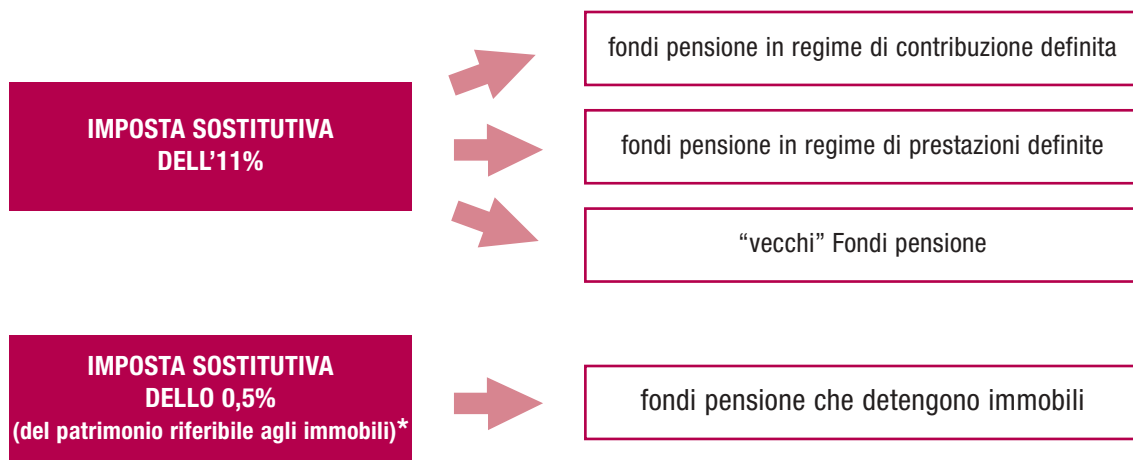 fondi pensione in regime di contribuzione definita
IMPOSTA SOSTITUTIVA
DELL’11%
fondi pensione in regime di prestazioni definite
“vecchi” Fondi pensione
IMPOSTA SOSTITUTIVA
DELLO 0,5%
(del patrimonio riferibile agli immobili)*
fondi pensione che detengono immobili